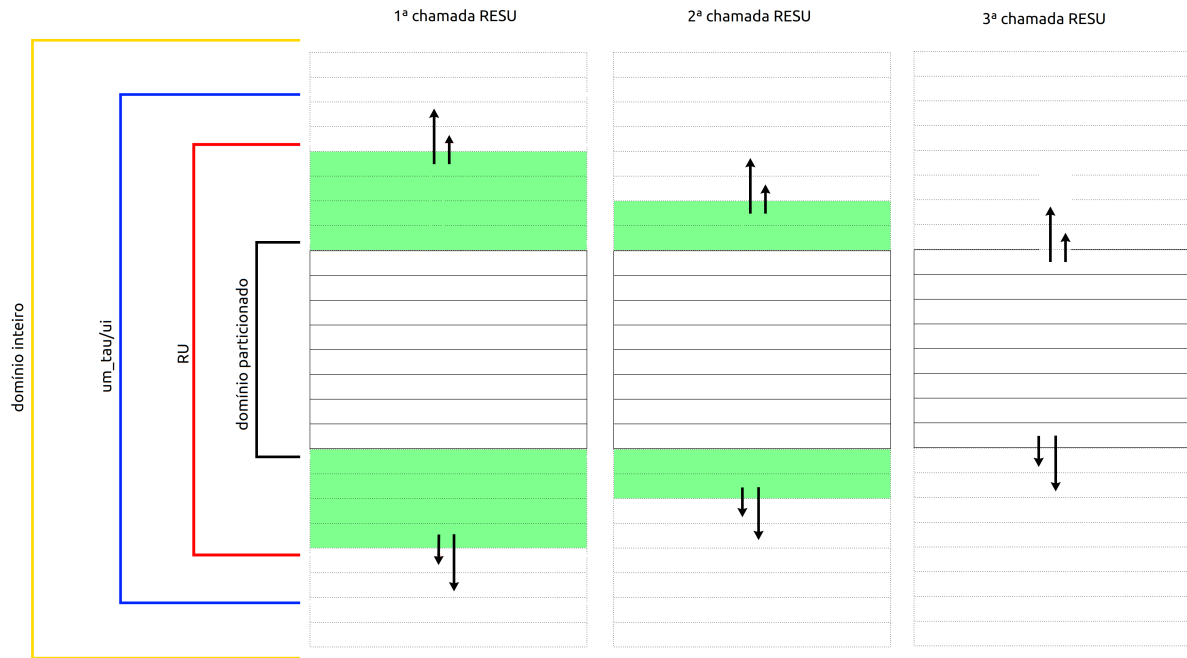 1ª chamada RESU
2ª chamada RESU
3ª chamada RESU
domínio inteiro
um_tau/ui
RU
domínio particionado